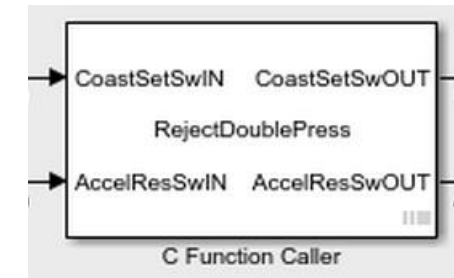 CoastSetSwIN CoastSetSwOUT
RejectDoublePress
AccelResSwIN AccelResSwOUT
C Function Caller